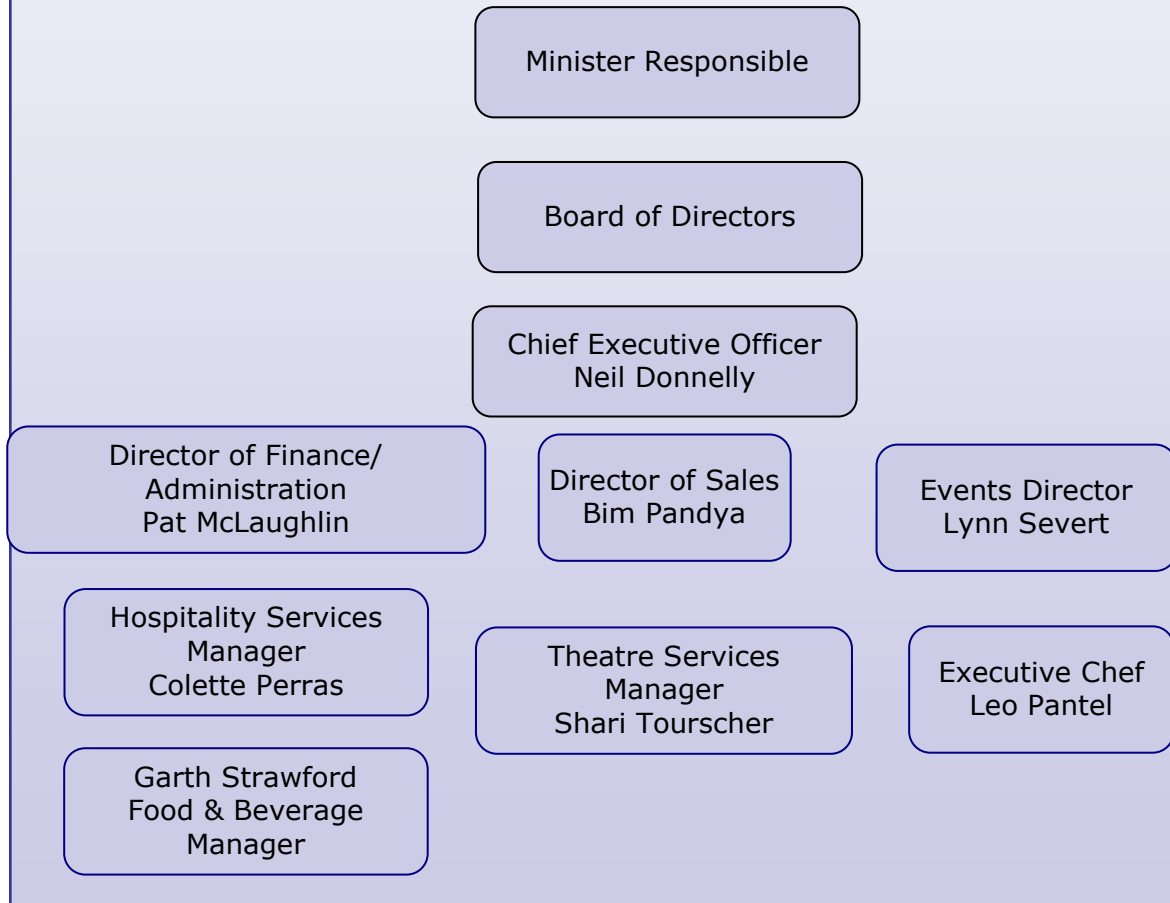 Minister Responsible
Board of Directors
Chief Executive Officer
Neil Donnelly
Director of Finance/
Administration
Pat McLaughlin
Director of Sales
Bim Pandya
Events Director
Lynn Severt
Hospitality Services
Manager
Colette Perras
Theatre Services
Manager
Shari Tourscher
Executive Chef
Leo Pantel
Garth Strawford
Food & Beverage
Manager